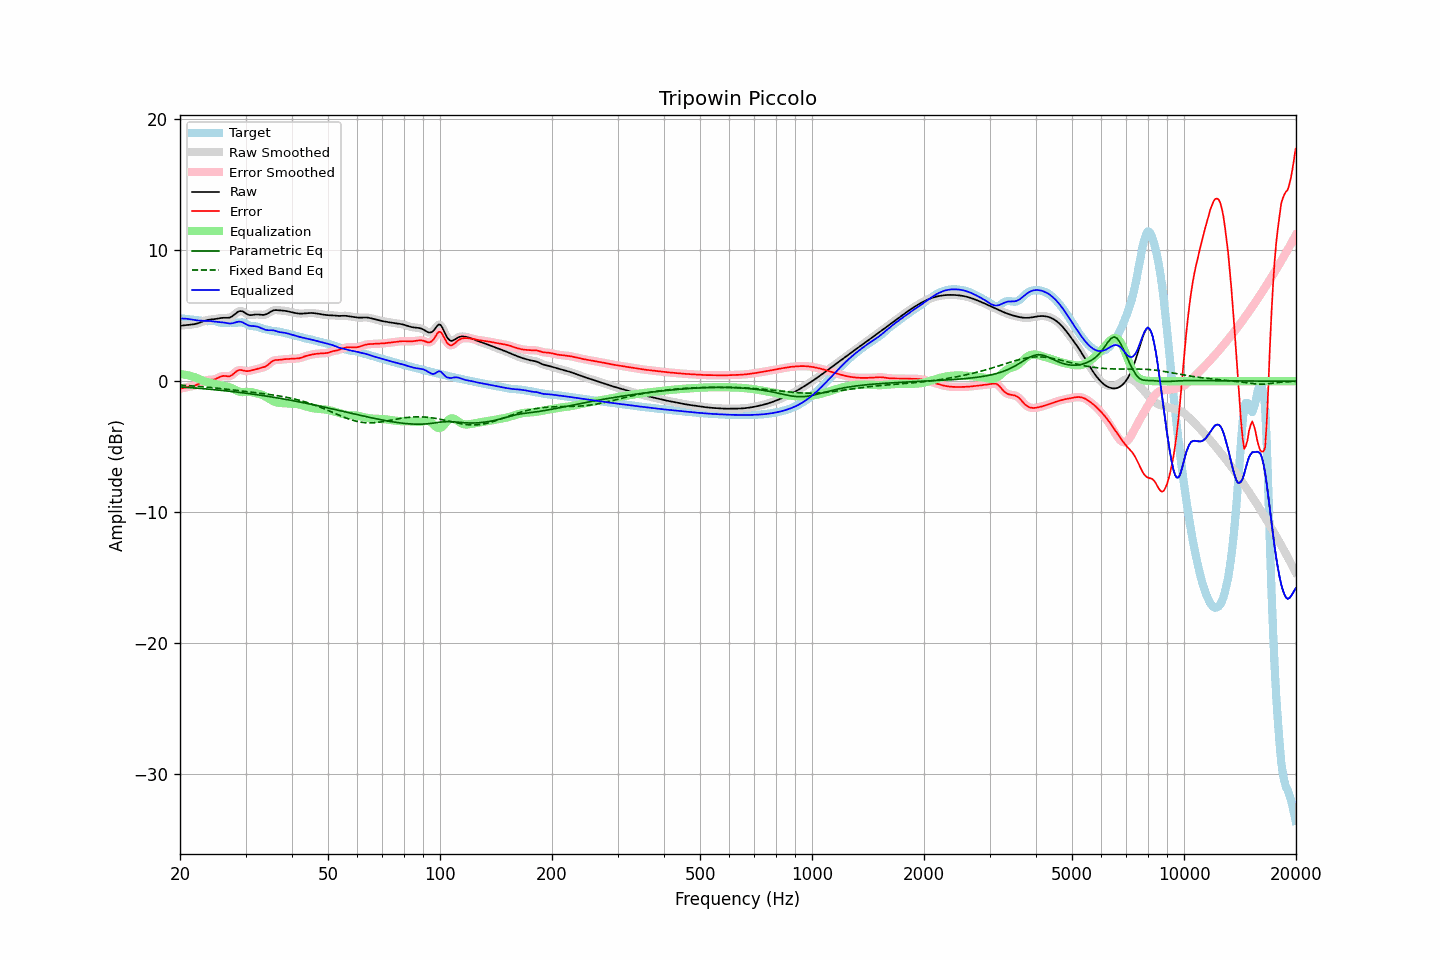 Tripowin Piccolo
Target
Raw Smoothed
Error Smoothed
Raw
Error
Equalization
Parametric Eq
Fixed Band Eq
Equalized
20
10
0
−10
−20
−30
Amplitude (dBr)
20
50
100
200
500
1000
2000
5000
10000
20000
Frequency (Hz)